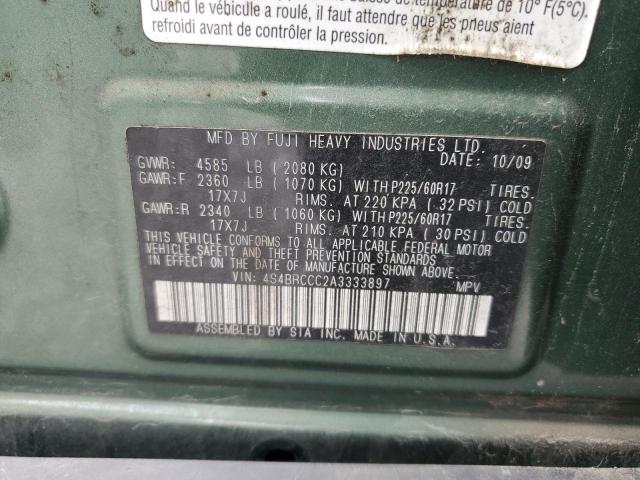 température de 10° F(5°C).
Quand le véhicule a roulé, il faut attendre que les pneus aient
refroidi avant de contrôler la pression.
MFD BY FUJI HEAVY INDUSTRIES LTD.
DATE: 10/09
GVWR: 4585 LB ( 2080 KG)
GAWR:F 2360 LB ( 1070 KG) WITH P225/60R17 TIRES.
17X7J RIMS. AT 220 KPA ( 32 PSI) COLD
GAWR:R 2340 LB ( 1060 KG) WITH P225/60R17 TIRES.
17X7J RIMS. AT 210 KPA ( 30 PSI) COLD
THIS VEHICLE CONFORMS TO ALL APPLICABLE FEDERAL MOTOR
VEHICLE SAFETY AND THEFT PREVENTION STANDARDS
IN EFFECT ON THE DATE OF MANUFACTURE SHOWN ABOVE.
VIN: 4S4BRCCC2A3333897 MPV
ASSEMBLED BY SIA INC. MADE IN U.S.A.